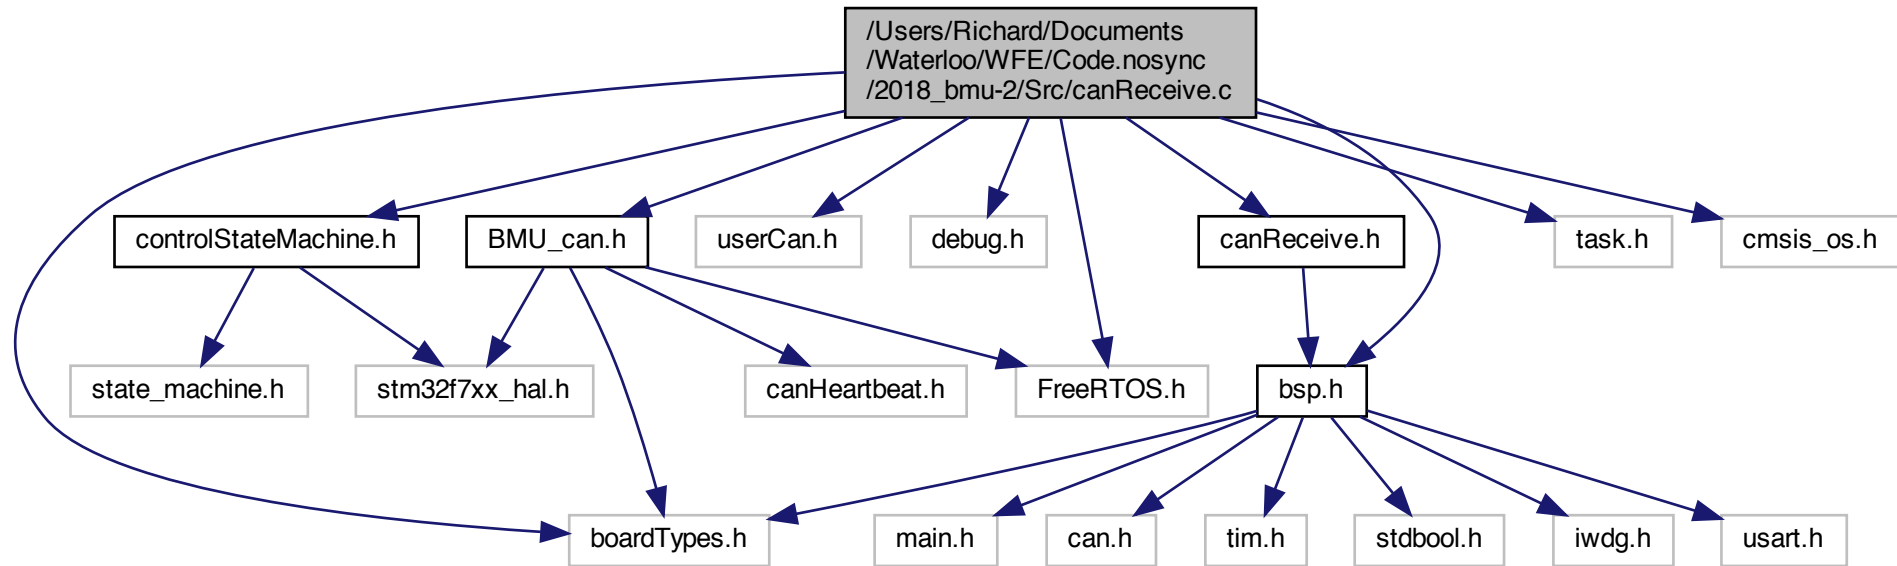 /Users/Richard/Documents
/Waterloo/WFE/Code.nosync
/2018_bmu-2/Src/canReceive.c
controlStateMachine.h
BMU_can.h
userCan.h
debug.h
canReceive.h
task.h
cmsis_os.h
state_machine.h
stm32f7xx_hal.h
canHeartbeat.h
FreeRTOS.h
bsp.h
boardTypes.h
main.h
can.h
tim.h
stdbool.h
iwdg.h
usart.h